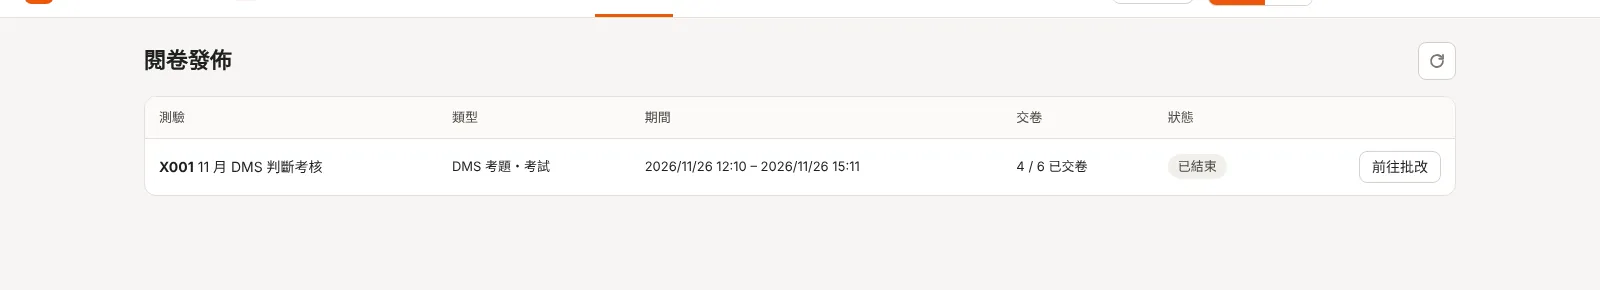 閱卷發佈
測驗 類型 期間 交卷 狀態
X001 11 月 DMS 判斷考核 DMS 考題・考試 2026/11/26 12:10 – 2026/11/26 15:11 4 / 6 已交卷 已結束 前往批改